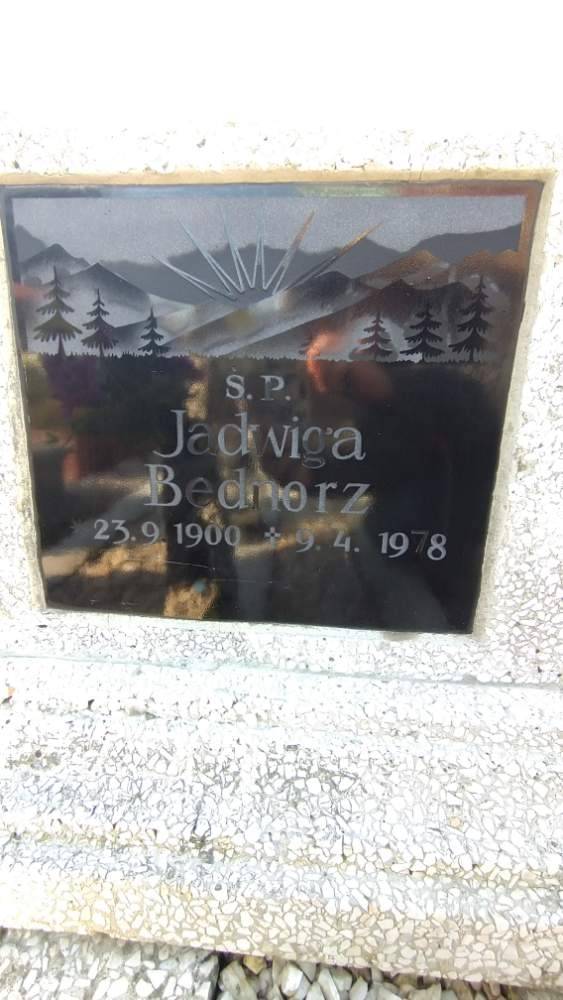 Ś.P.
Jadwiga
Bednorz
* 23.9.1900 + 9.4.1978